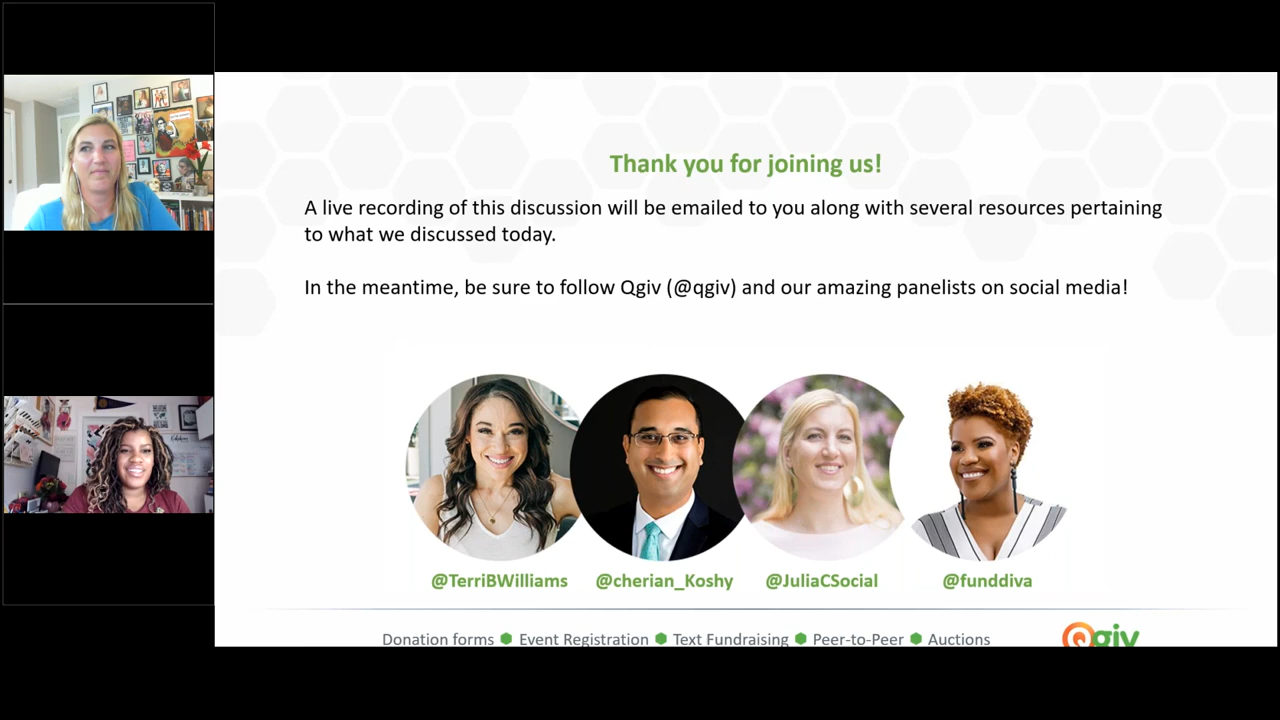 Thank you for joining us!
A live recording of this discussion will be emailed to you along with several resources pertaining
to what we discussed today.
In the meantime, be sure to follow Qgiv (@qgiv) and our amazing panelists on social media!
@TerriBWilliams @cherian_Koshy @JuliaCSocial @funddiva
Donation forms Event Registration Text Fundraising Peer-to-Peer Auctions
Qgiv